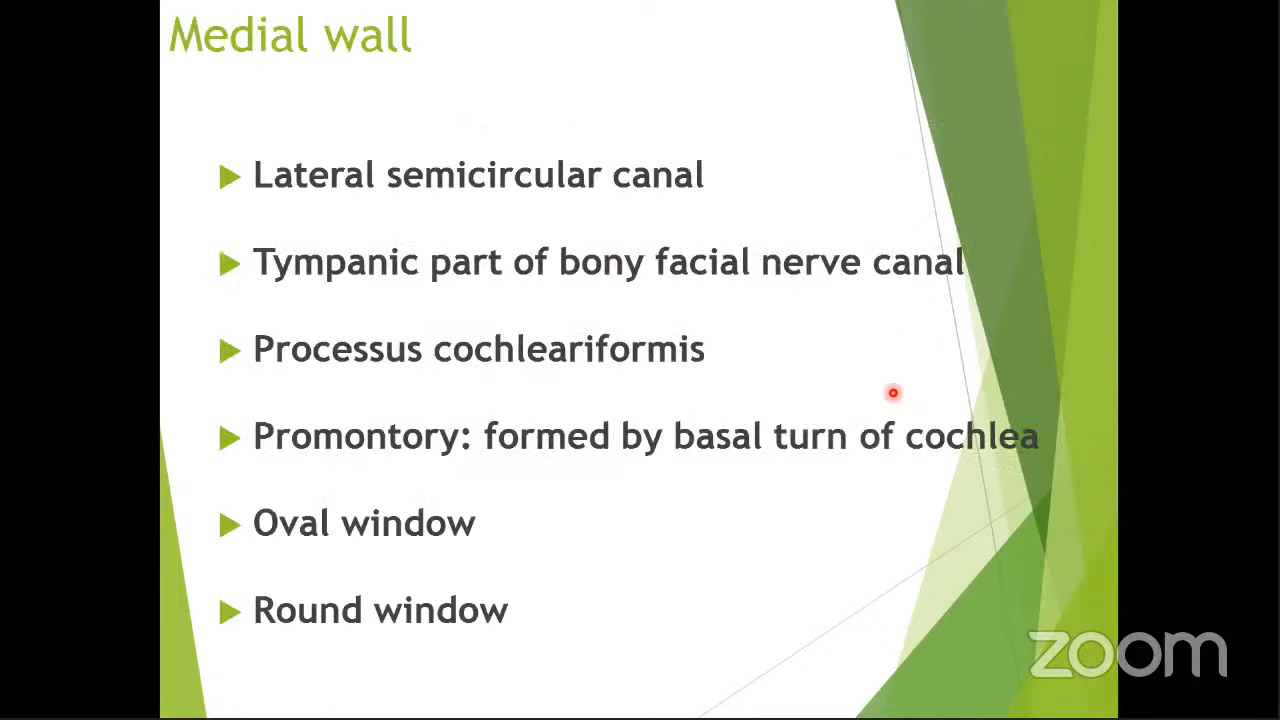 Medial wall
Lateral semicircular canal
Tympanic part of bony facial nerve canal
Processus cochleariformis
Promontory: formed by basal turn of cochlea
Oval window
Round window
zoom